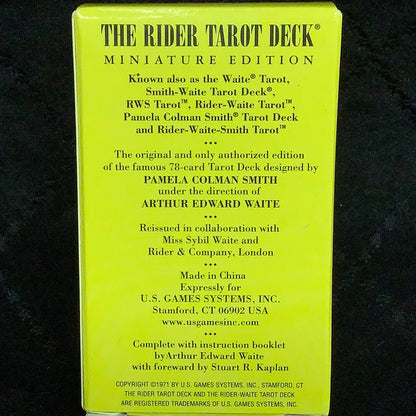 THE RIDER TAROT DECK®
MINIATURE EDITION
Known also as the Waite® Tarot,
Smith-Waite Tarot Deck®,
RWS Tarot™, Rider-Waite Tarot™,
Pamela Colman Smith® Tarot Deck
and Rider-Waite-Smith Tarot™
•••
The original and only authorized edition
of the famous 78-card Tarot Deck designed by
PAMELA COLMAN SMITH
under the direction of
ARTHUR EDWARD WAITE
•••
Reissued in collaboration with
Miss Sybil Waite and
Rider & Company, London
•••
Made in China
Expressly for
U.S. GAMES SYSTEMS, INC.
Stamford, CT 06902 USA
www.usgamesinc.com
•••
Complete with instruction booklet
byArthur Edward Waite
with foreword by Stuart R. Kaplan
COPYRIGHT ©1971 BY U.S. GAMES SYSTEMS, INC., STAMFORD, CT
THE RIDER TAROT DECK AND THE RIDER-WAITE TAROT DECK
ARE REGISTERED TRADEMARKS OF U.S. GAMES SYSTEMS, INC.